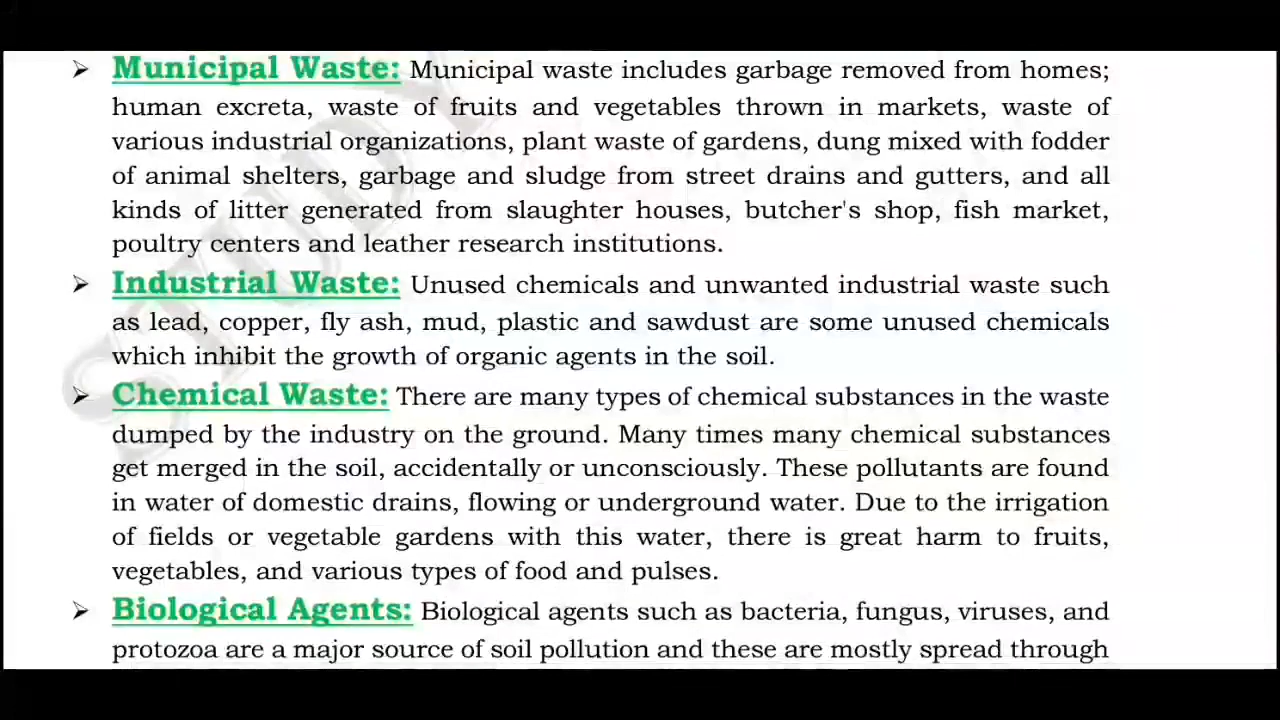 ➢ Municipal Waste: Municipal waste includes garbage removed from homes;
human excreta, waste of fruits and vegetables thrown in markets, waste of
various industrial organizations, plant waste of gardens, dung mixed with fodder
of animal shelters, garbage and sludge from street drains and gutters, and all
kinds of litter generated from slaughter houses, butcher's shop, fish market,
poultry centers and leather research institutions.
➢ Industrial Waste: Unused chemicals and unwanted industrial waste such
as lead, copper, fly ash, mud, plastic and sawdust are some unused chemicals
which inhibit the growth of organic agents in the soil.
➢ Chemical Waste: There are many types of chemical substances in the waste
dumped by the industry on the ground. Many times many chemical substances
get merged in the soil, accidentally or unconsciously. These pollutants are found
in water of domestic drains, flowing or underground water. Due to the irrigation
of fields or vegetable gardens with this water, there is great harm to fruits,
vegetables, and various types of food and pulses.
➢ Biological Agents: Biological agents such as bacteria, fungus, viruses, and
protozoa are a major source of soil pollution and these are mostly spread through
STUDY